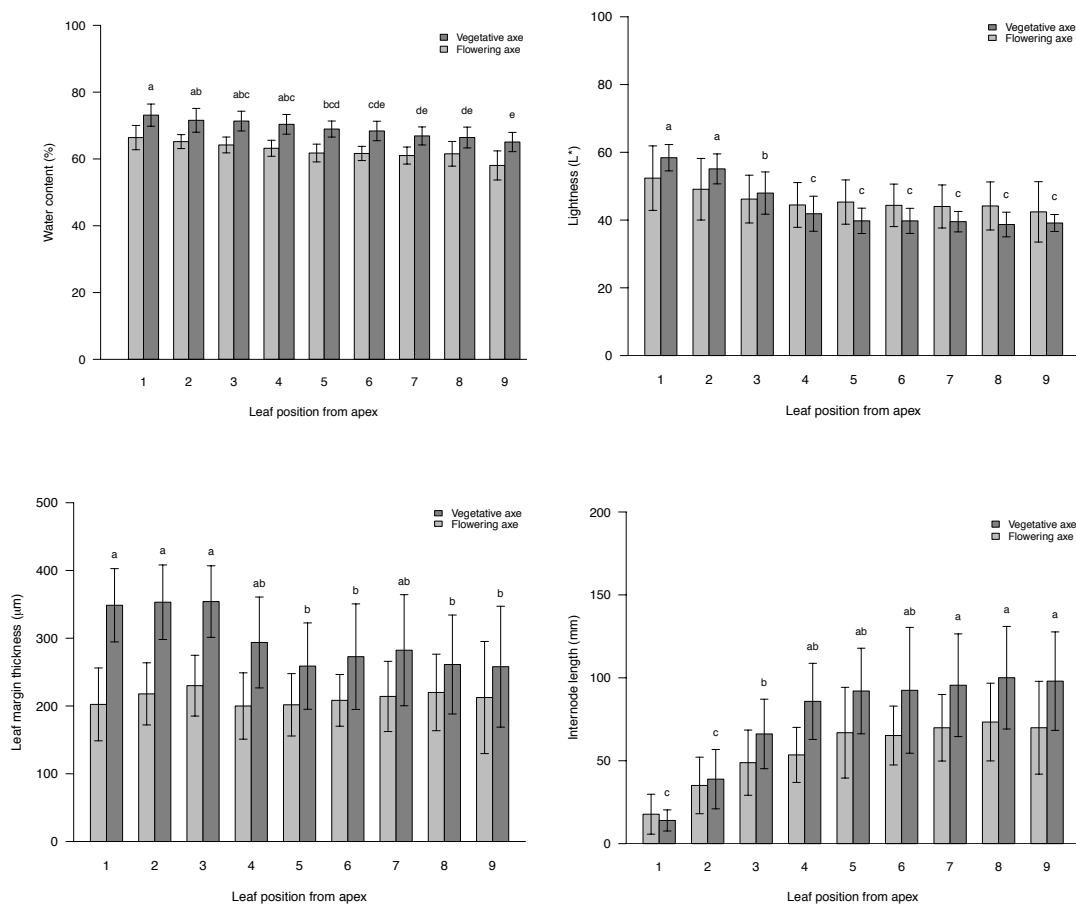 100
80
60
40
20
0
Water content (%)
Vegetative axe
Flowering axe
a ab abc abc bcd cde de de e
1 2 3 4 5 6 7 8 9
Leaf position from apex
100
80
60
40
20
0
Lightness (L*)
Vegetative axe
Flowering axe
a a b c c c c c c
1 2 3 4 5 6 7 8 9
Leaf position from apex
500
400
300
200
100
0
Leaf margin thickness (μm)
Vegetative axe
Flowering axe
a a a ab b b ab b b
1 2 3 4 5 6 7 8 9
Leaf position from apex
200
150
100
50
0
Internode length (mm)
Vegetative axe
Flowering axe
c c b ab ab ab a a a
1 2 3 4 5 6 7 8 9
Leaf position from apex